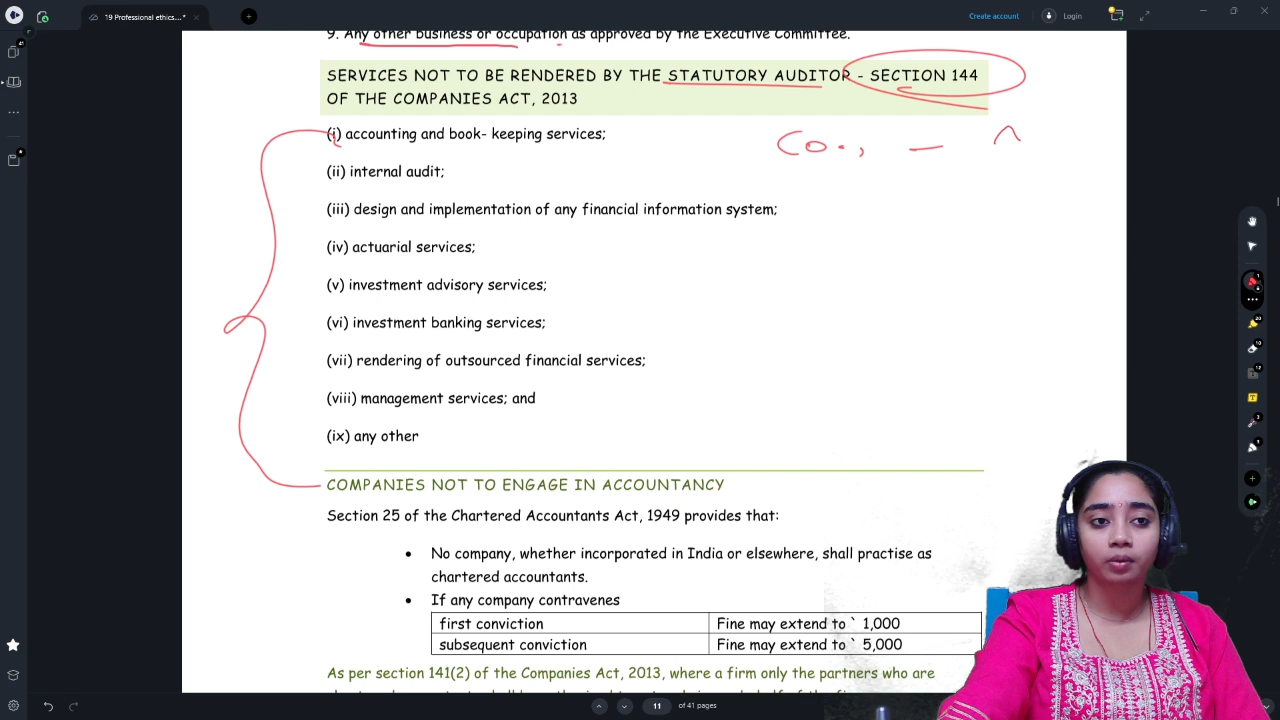 19 Professional ethics....*
Create account
Login
9. Any other business or occupation as approved by the Executive Committee.
SERVICES NOT TO BE RENDERED BY THE STATUTORY AUDITOR - SECTION 144
OF THE COMPANIES ACT, 2013
(i) accounting and book- keeping services;
Co.,
(ii) internal audit;
(iii) design and implementation of any financial information system;
(iv) actuarial services;
(v) investment advisory services;
(vi) investment banking services;
(vii) rendering of outsourced financial services;
(viii) management services; and
(ix) any other
COMPANIES NOT TO ENGAGE IN ACCOUNTANCY
Section 25 of the Chartered Accountants Act, 1949 provides that:
• No company, whether incorporated in India or elsewhere, shall practise as
chartered accountants.
• If any company contravenes
first conviction Fine may extend to ` 1,000
subsequent conviction Fine may extend to ` 5,000
As per section 141(2) of the Companies Act, 2013, where a firm only the partners who are
11 of 41 pages